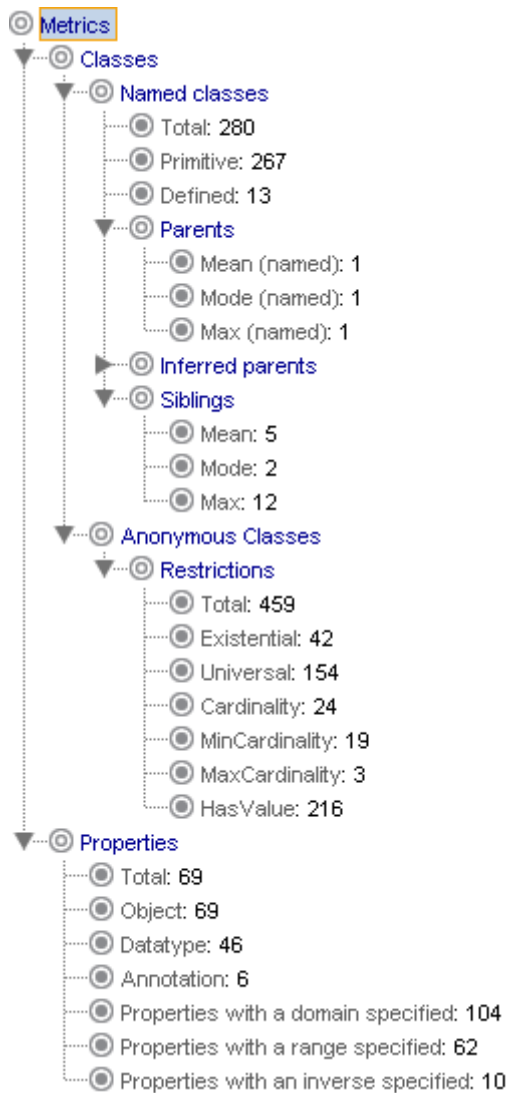 Metrics
Classes
Named classes
Total: 280
Primitive: 267
Defined: 13
Parents
Mean (named): 1
Mode (named): 1
Max (named): 1
Inferred parents
Siblings
Mean: 5
Mode: 2
Max: 12
Anonymous Classes
Restrictions
Total: 459
Existential: 42
Universal: 154
Cardinality: 24
MinCardinality: 19
MaxCardinality: 3
HasValue: 216
Properties
Total: 69
Object: 69
Datatype: 46
Annotation: 6
Properties with a domain specified: 104
Properties with a range specified: 62
Properties with an inverse specified: 10